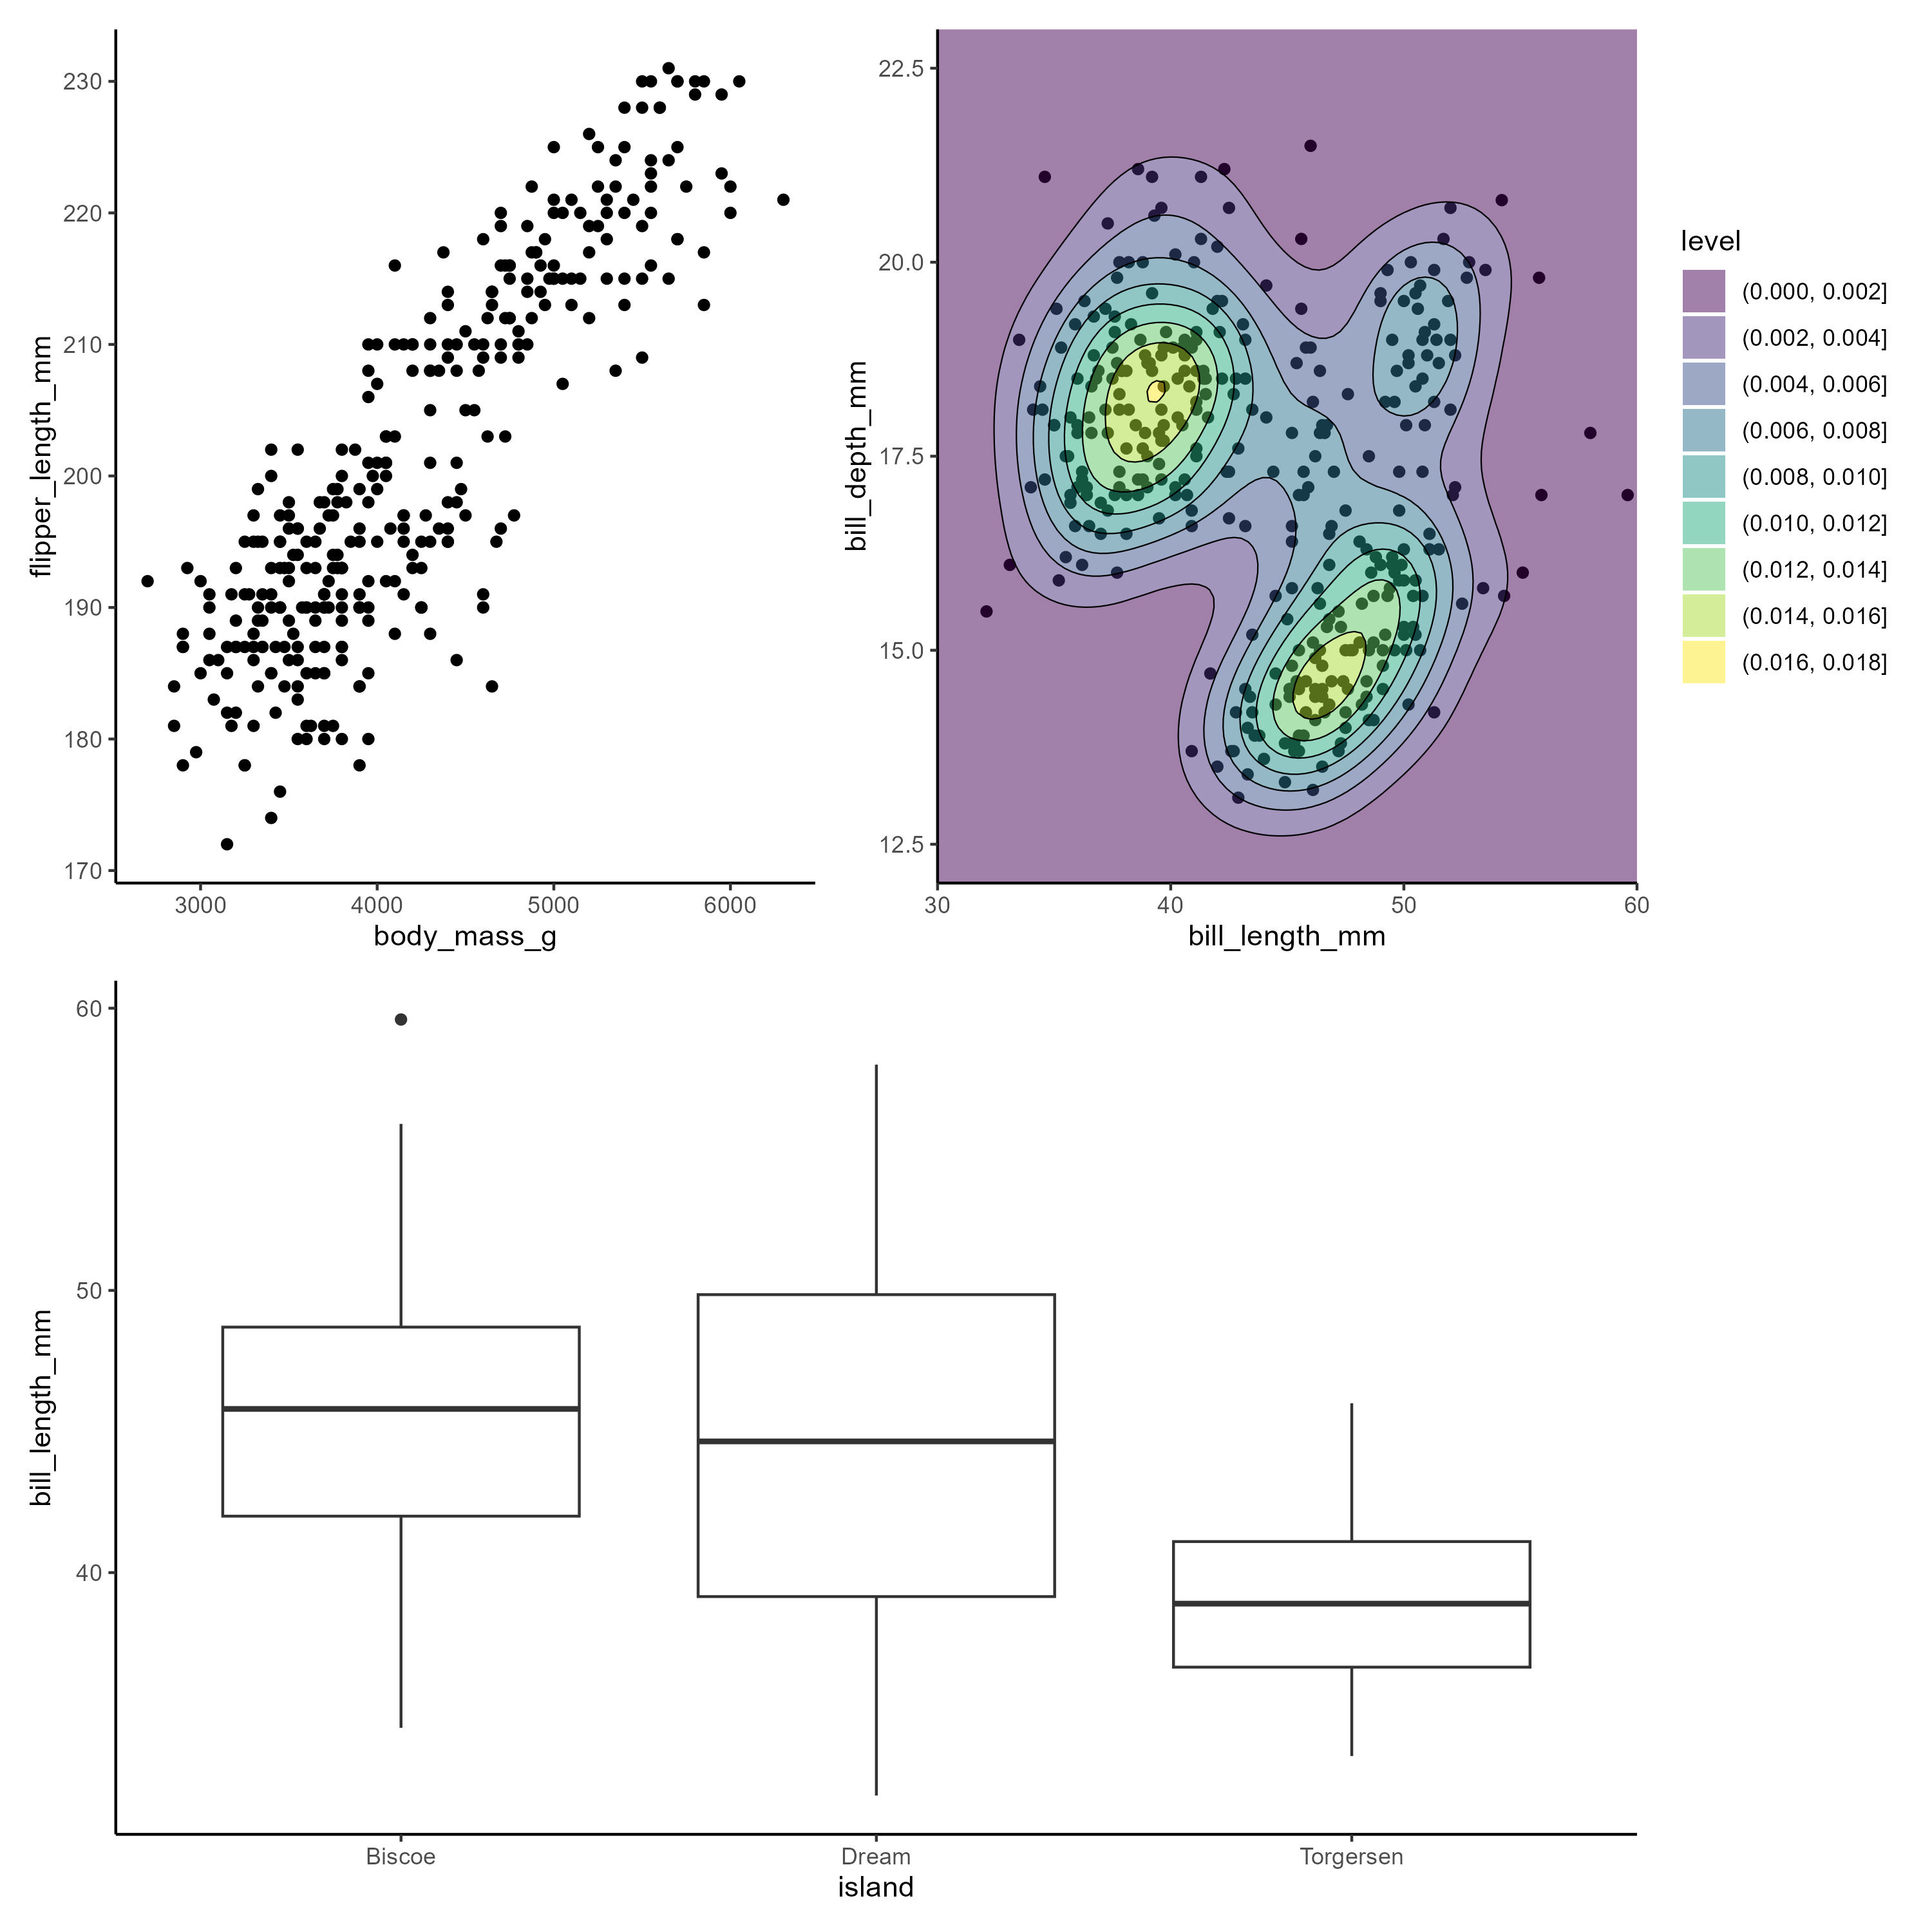 230
220
210
200
190
180
170
flipper_length_mm
3000 4000 5000 6000
body_mass_g
22.5
20.0
17.5
15.0
12.5
bill_depth_mm
30 40 50 60
bill_length_mm
level
(0.000, 0.002]
(0.002, 0.004]
(0.004, 0.006]
(0.006, 0.008]
(0.008, 0.010]
(0.010, 0.012]
(0.012, 0.014]
(0.014, 0.016]
(0.016, 0.018]
60
50
40
bill_length_mm
Biscoe Dream Torgersen
island